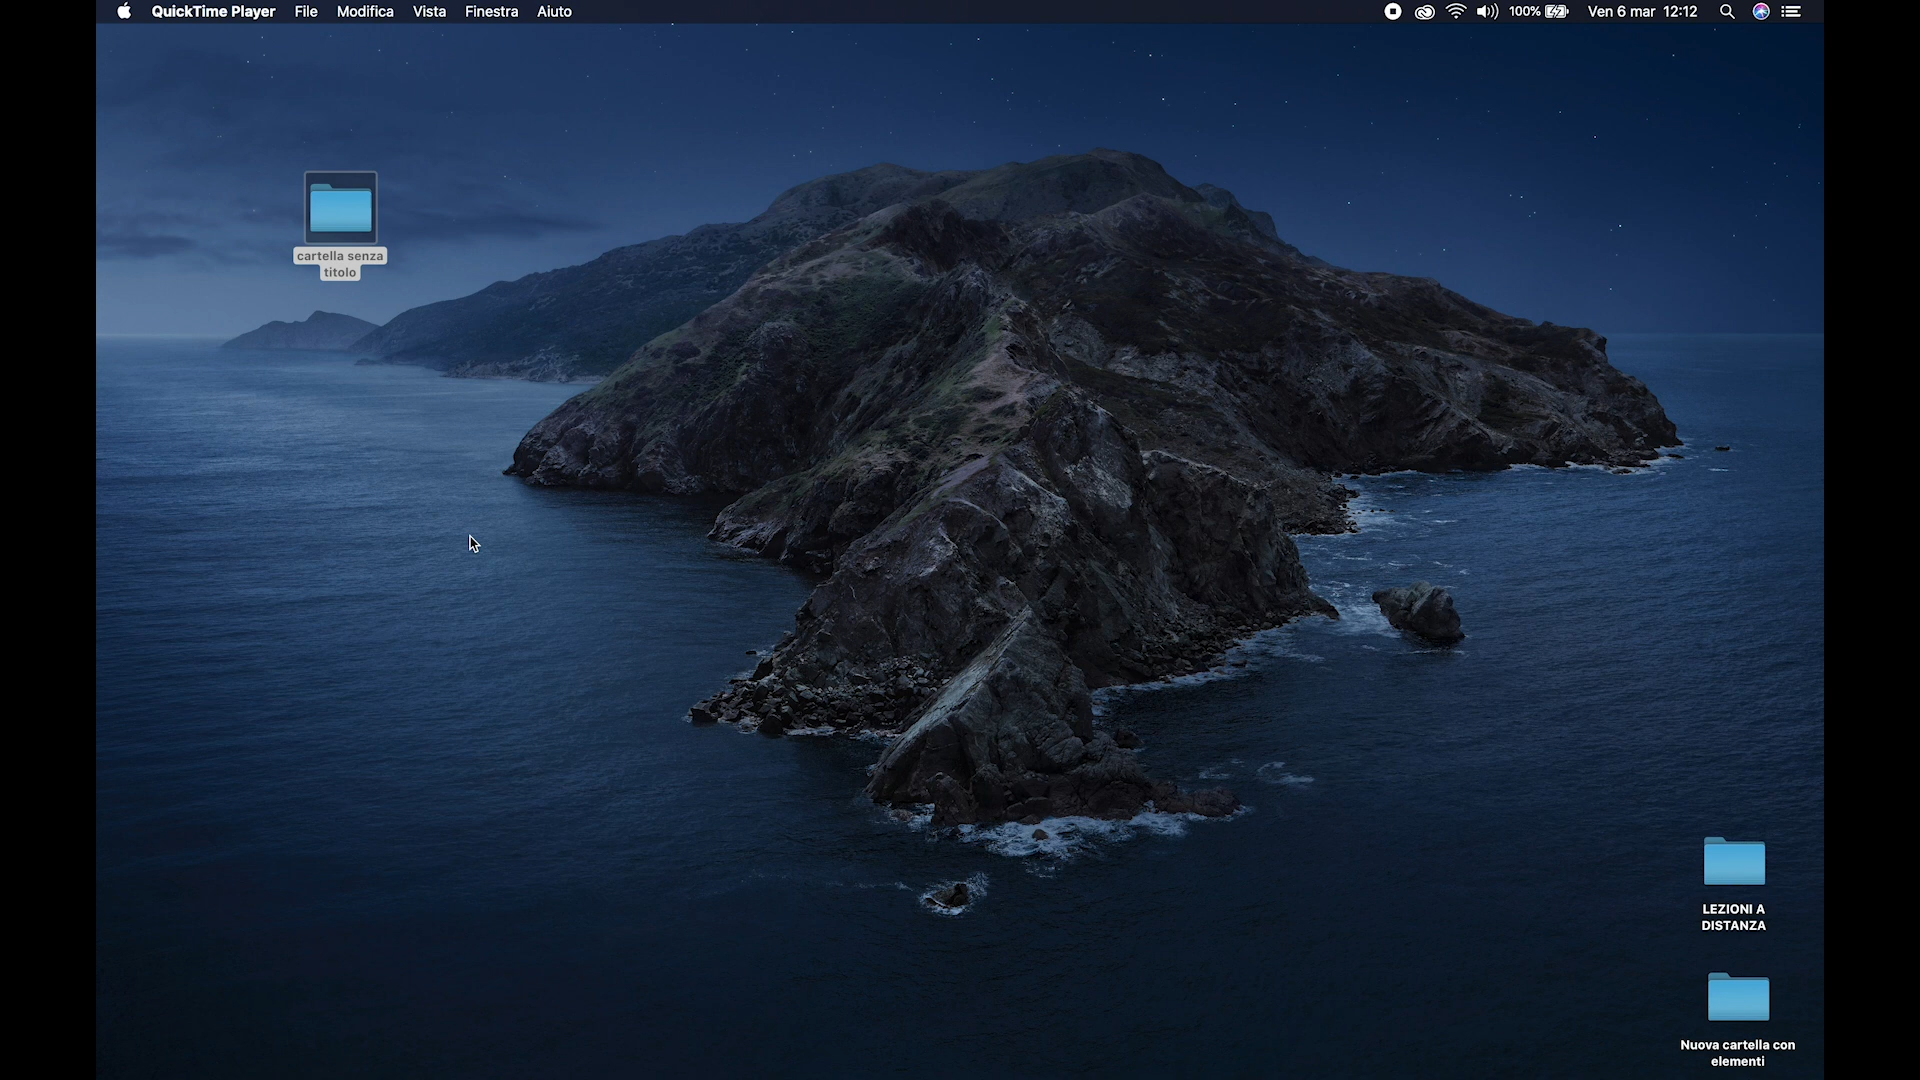 QuickTime Player File Modifica Vista Finestra Aiuto 100% Ven 6 mar 12:12
cartella senza
titolo
LEZIONI A
DISTANZA
Nuova cartella con
elementi